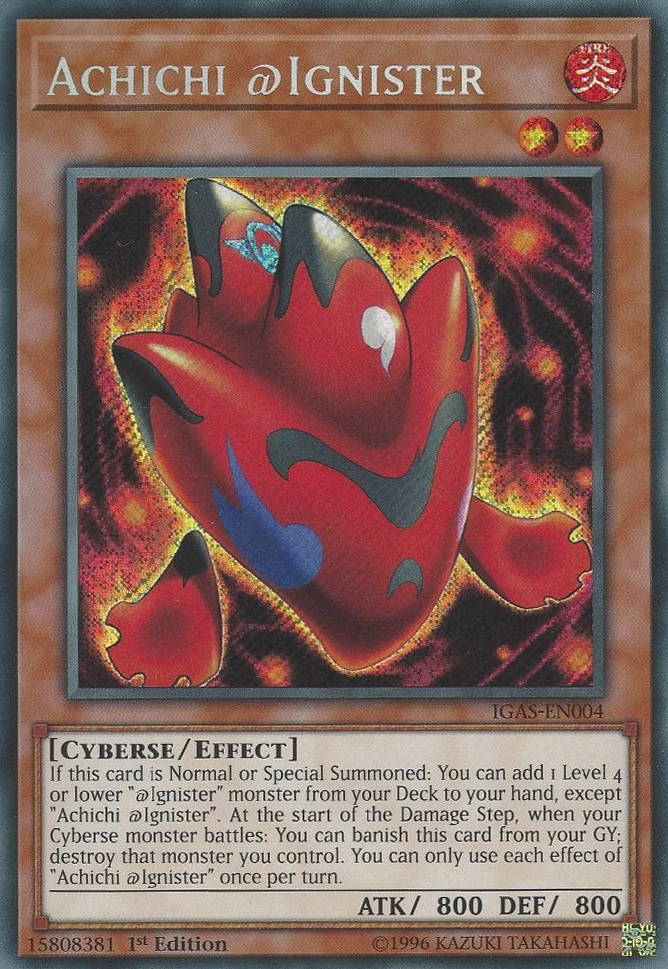 ACHICHI @IGNISTER
FIRE
炎
IGAS-EN004
[CYBERSE/EFFECT]
If this card is Normal or Special Summoned: You can add 1 Level 4
or lower "@Ignister" monster from your Deck to your hand, except
"Achichi @Ignister". At the start of the Damage Step, when your
Cyberse monster battles: You can banish this card from your GY;
destroy that monster you control. You can only use each effect of
"Achichi @Ignister" once per turn.
ATK/ 800 DEF/ 800
15808381 1st Edition
©1996 KAZUKI TAKAHASHI